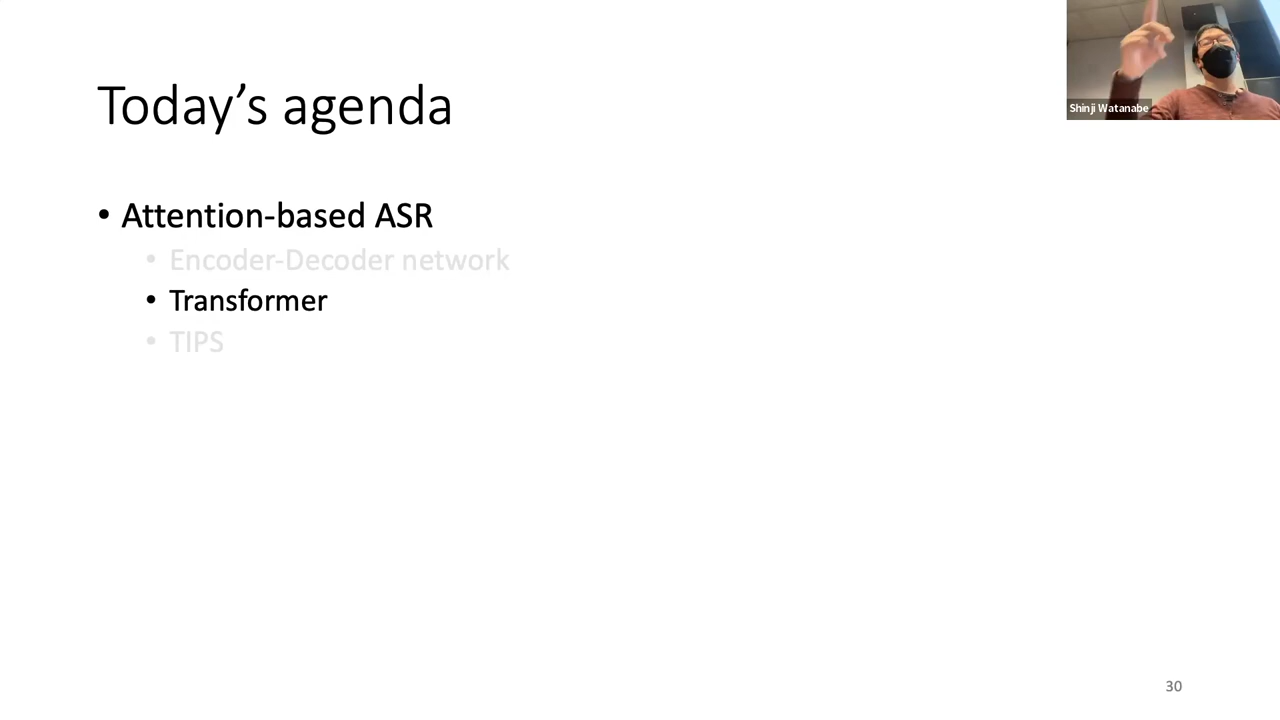 Today's agenda
• Attention-based ASR
• Encoder-Decoder network
• Transformer
• TIPS
Shinji Watanabe
30